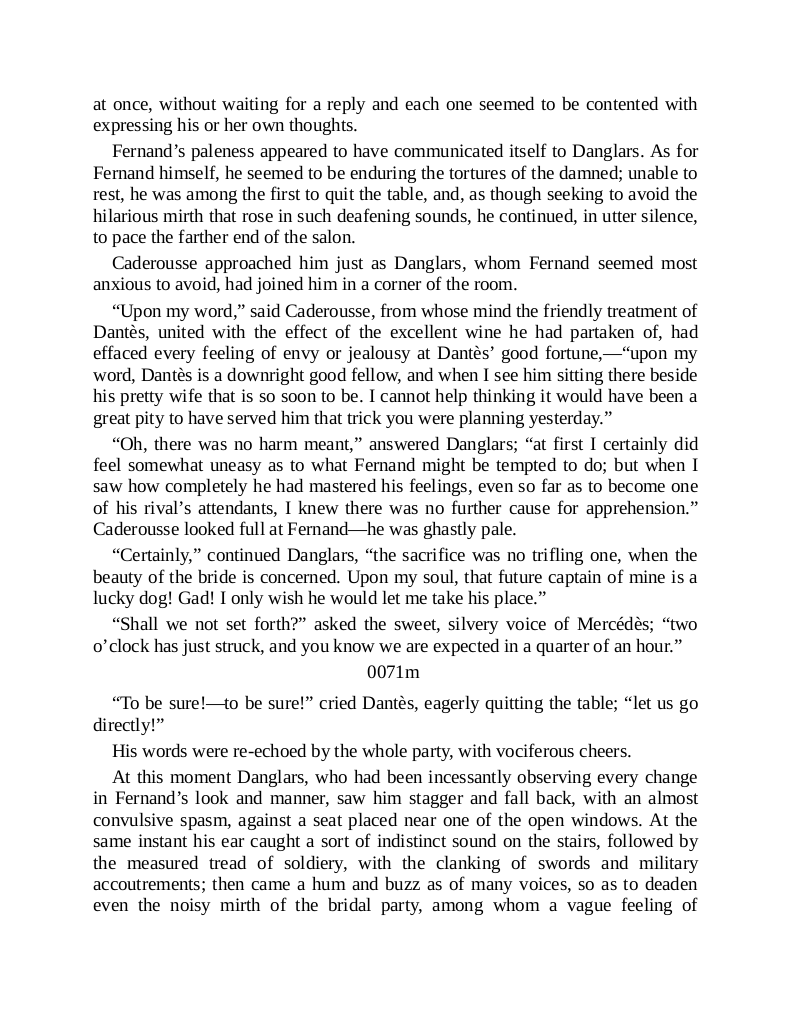 at once, without waiting for a reply and each one seemed to be contented with
expressing his or her own thoughts.
Fernand’s paleness appeared to have communicated itself to Danglars. As for
Fernand himself, he seemed to be enduring the tortures of the damned; unable to
rest, he was among the first to quit the table, and, as though seeking to avoid the
hilarious mirth that rose in such deafening sounds, he continued, in utter silence,
to pace the farther end of the salon.
Caderousse approached him just as Danglars, whom Fernand seemed most
anxious to avoid, had joined him in a corner of the room.
“Upon my word,” said Caderousse, from whose mind the friendly treatment of
Dantès, united with the effect of the excellent wine he had partaken of, had
effaced every feeling of envy or jealousy at Dantès’ good fortune,—“upon my
word, Dantès is a downright good fellow, and when I see him sitting there beside
his pretty wife that is so soon to be. I cannot help thinking it would have been a
great pity to have served him that trick you were planning yesterday.”
“Oh, there was no harm meant,” answered Danglars; “at first I certainly did
feel somewhat uneasy as to what Fernand might be tempted to do; but when I
saw how completely he had mastered his feelings, even so far as to become one
of his rival’s attendants, I knew there was no further cause for apprehension.”
Caderousse looked full at Fernand—he was ghastly pale.
“Certainly,” continued Danglars, “the sacrifice was no trifling one, when the
beauty of the bride is concerned. Upon my soul, that future captain of mine is a
lucky dog! Gad! I only wish he would let me take his place.”
“Shall we not set forth?” asked the sweet, silvery voice of Mercédès; “two
o’clock has just struck, and you know we are expected in a quarter of an hour.”
0071m
“To be sure!—to be sure!” cried Dantès, eagerly quitting the table; “let us go
directly!”
His words were re-echoed by the whole party, with vociferous cheers.
At this moment Danglars, who had been incessantly observing every change
in Fernand’s look and manner, saw him stagger and fall back, with an almost
convulsive spasm, against a seat placed near one of the open windows. At the
same instant his ear caught a sort of indistinct sound on the stairs, followed by
the measured tread of soldiery, with the clanking of swords and military
accoutrements; then came a hum and buzz as of many voices, so as to deaden
even the noisy mirth of the bridal party, among whom a vague feeling of